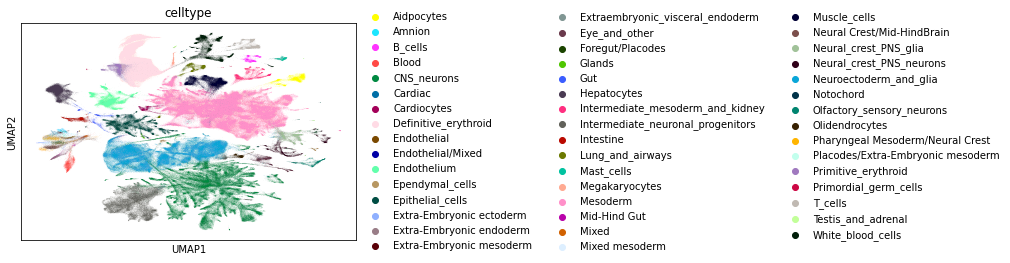 celltype
UMAP2
UMAP1
Aidpocytes
Amnion
B_cells
Blood
CNS_neurons
Cardiac
Cardiocytes
Definitive_erythroid
Endothelial
Endothelial/Mixed
Endothelium
Ependymal_cells
Epithelial_cells
Extra-Embryonic ectoderm
Extra-Embryonic endoderm
Extra-Embryonic mesoderm
Extraembryonic_visceral_endoderm
Eye_and_other
Foregut/Placodes
Glands
Gut
Hepatocytes
Intermediate_mesoderm_and_kidney
Intermediate_neuronal_progenitors
Intestine
Lung_and_airways
Mast_cells
Megakaryocytes
Mesoderm
Mid-Hind Gut
Mixed
Mixed mesoderm
Muscle_cells
Neural Crest/Mid-HindBrain
Neural_crest_PNS_glia
Neural_crest_PNS_neurons
Neuroectoderm_and_glia
Notochord
Olfactory_sensory_neurons
Olidendrocytes
Pharyngeal Mesoderm/Neural Crest
Placodes/Extra-Embryonic mesoderm
Primitive_erythroid
Primordial_germ_cells
T_cells
Testis_and_adrenal
White_blood_cells